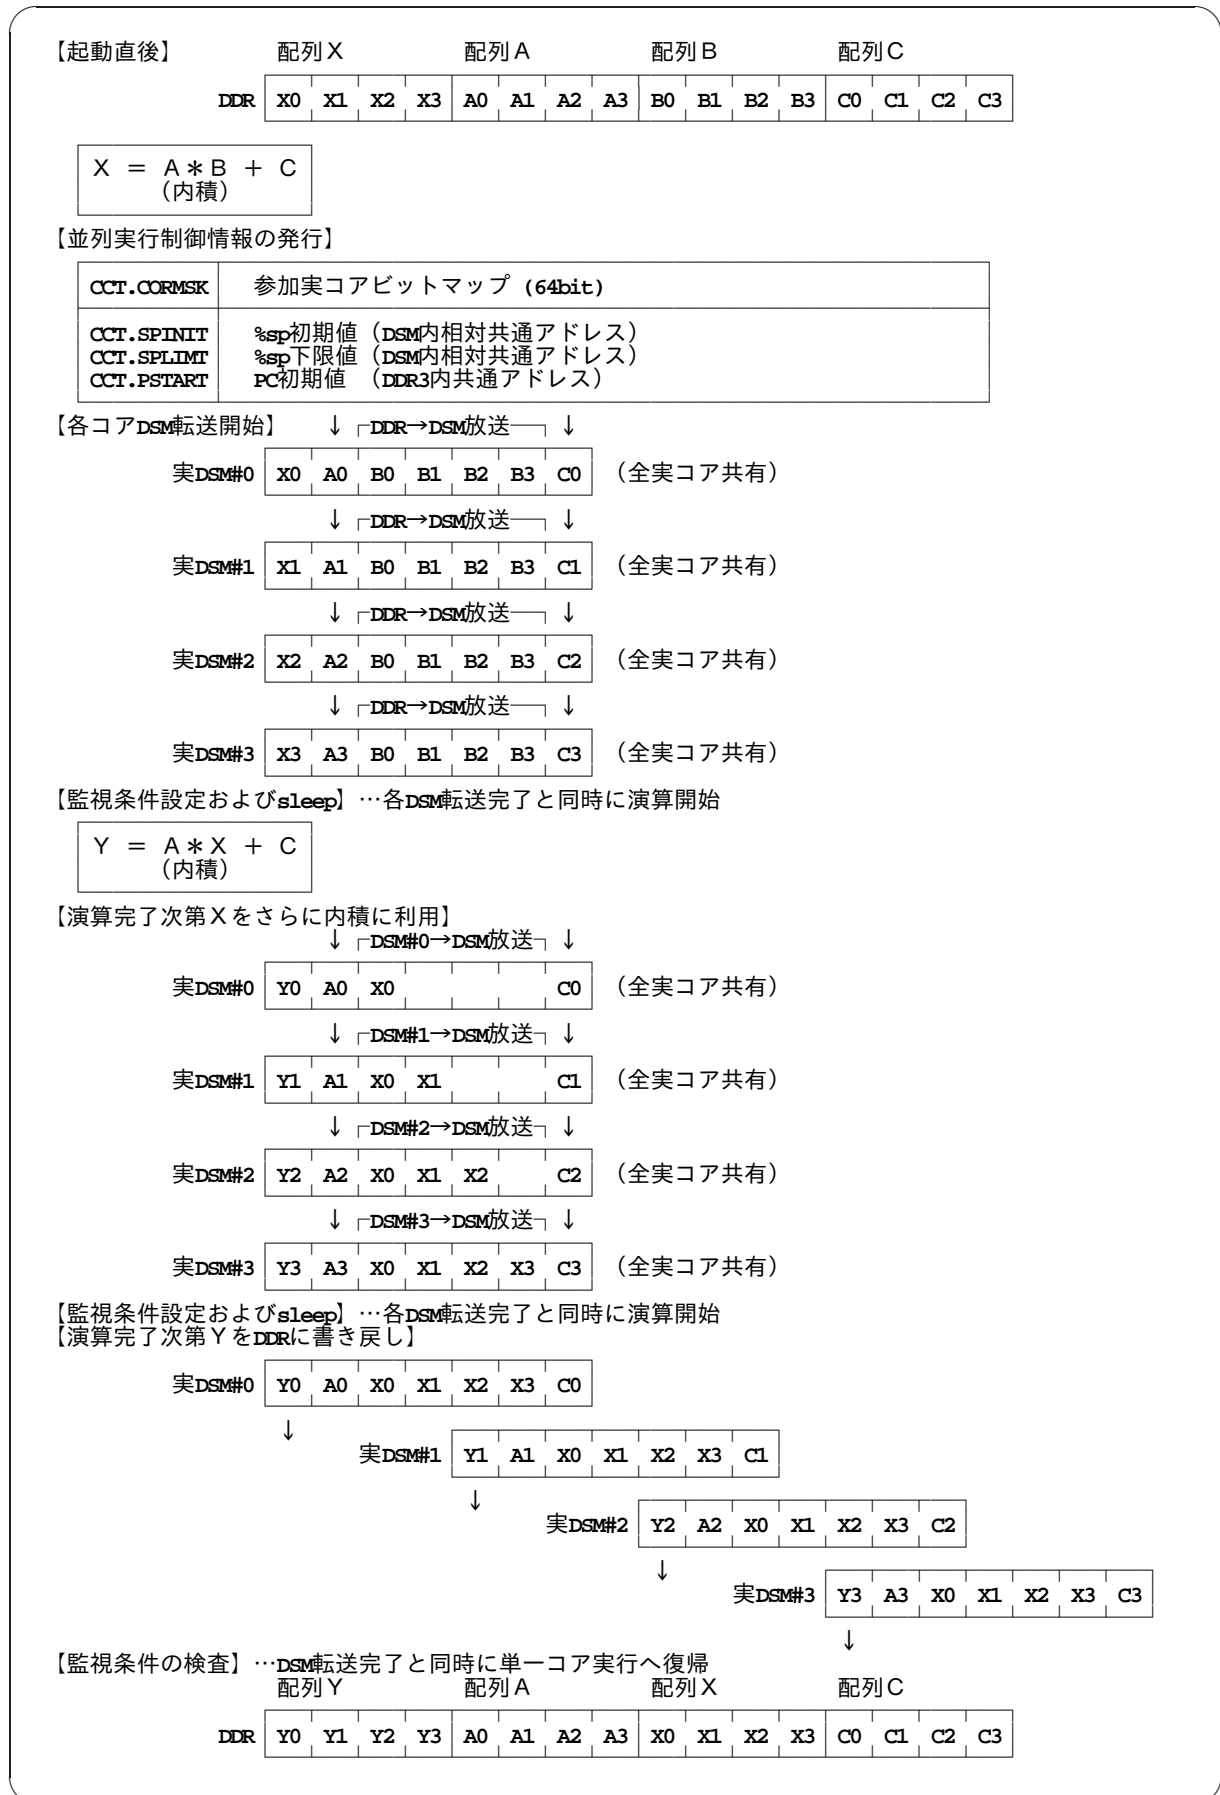 【起動直後】 配列X 配列A 配列B 配列C
DDR X0 X1 X2 X3 A0 A1 A2 A3 B0 B1 B2 B3 C0 C1 C2 C3
X = A*B + C
(内積)
【並列実行制御情報の発行】
CCT.CORMSK 参加実コアビットマップ (64bit)
CCT.SPINIT %sp初期値 (DSM内相対共通アドレス)
CCT.SPLIMT %sp下限値 (DSM内相対共通アドレス)
CCT.PSTART PC初期値 (DDR3内共通アドレス)
【各コアDSM転送開始】 ↓ ┌DDR→DSM放送─┐ ↓
実DSM#0 X0 A0 B0 B1 B2 B3 C0 (全実コア共有)
↓ ┌DDR→DSM放送─┐ ↓
実DSM#1 X1 A1 B0 B1 B2 B3 C1 (全実コア共有)
↓ ┌DDR→DSM放送─┐ ↓
実DSM#2 X2 A2 B0 B1 B2 B3 C2 (全実コア共有)
↓ ┌DDR→DSM放送─┐ ↓
実DSM#3 X3 A3 B0 B1 B2 B3 C3 (全実コア共有)
【監視条件設定およびsleep】…各DSM転送完了と同時に演算開始
Y = A*X + C
(内積)
【演算完了次第Xをさらに内積に利用】
↓ ┌DSM#0→DSM放送┐ ↓
実DSM#0 Y0 A0 X0 C0 (全実コア共有)
↓ ┌DSM#1→DSM放送┐ ↓
実DSM#1 Y1 A1 X0 X1 C1 (全実コア共有)
↓ ┌DSM#2→DSM放送┐ ↓
実DSM#2 Y2 A2 X0 X1 X2 C2 (全実コア共有)
↓ ┌DSM#3→DSM放送┐ ↓
実DSM#3 Y3 A3 X0 X1 X2 X3 C3 (全実コア共有)
【監視条件設定およびsleep】…各DSM転送完了と同時に演算開始
【演算完了次第YをDDRに書き戻し】
実DSM#0 Y0 A0 X0 X1 X2 X3 C0
↓
実DSM#1 Y1 A1 X0 X1 X2 X3 C1
↓
実DSM#2 Y2 A2 X0 X1 X2 X3 C2
↓
実DSM#3 Y3 A3 X0 X1 X2 X3 C3
↓
【監視条件の検査】…DSM転送完了と同時に単一コア実行へ復帰
配列Y 配列A 配列X 配列C
DDR Y0 Y1 Y2 Y3 A0 A1 A2 A3 X0 X1 X2 X3 C0 C1 C2 C3